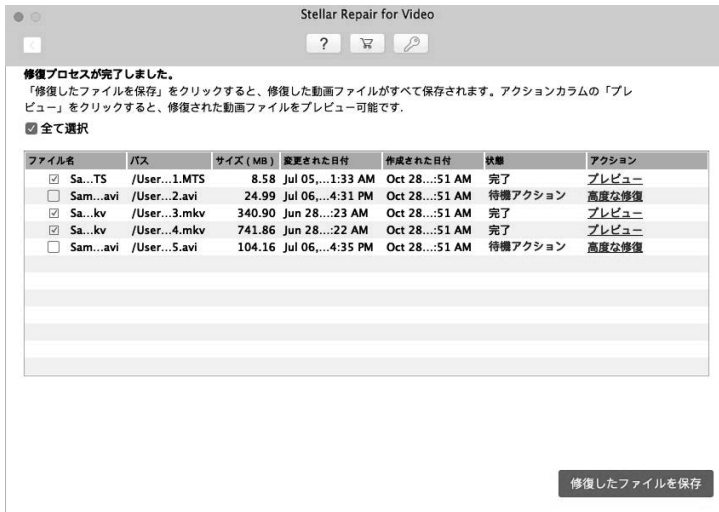 Stellar Repair for Video
?
修復プロセスが完了しました。
「修復したファイルを保存」をクリックすると、修復した動画ファイルがすべて保存されます。アクションカラムの「プレ
ビュー」をクリックすると、修復された動画ファイルをプレビュー可能です.
全て選択
ファイル名 パス サイズ ( MB ) 変更された日付 作成された日付 状態 アクション
Sa...TS /User...1.MTS 8.58 Jul 05,...1:33 AM Oct 28...:51 AM 完了 プレビュー
Sam...avi /User...2.avi 24.99 Jul 06,...4:31 PM Oct 28...:51 AM 待機アクション 高度な修復
Sa...kv /User...3.mkv 340.90 Jun 28...:23 AM Oct 28...:51 AM 完了 プレビュー
Sa...kv /User...4.mkv 741.86 Jun 28...:22 AM Oct 28...:51 AM 完了 プレビュー
Sam...avi /User...5.avi 104.16 Jul 06,...4:35 PM Oct 28...:51 AM 待機アクション 高度な修復
修復したファイルを保存